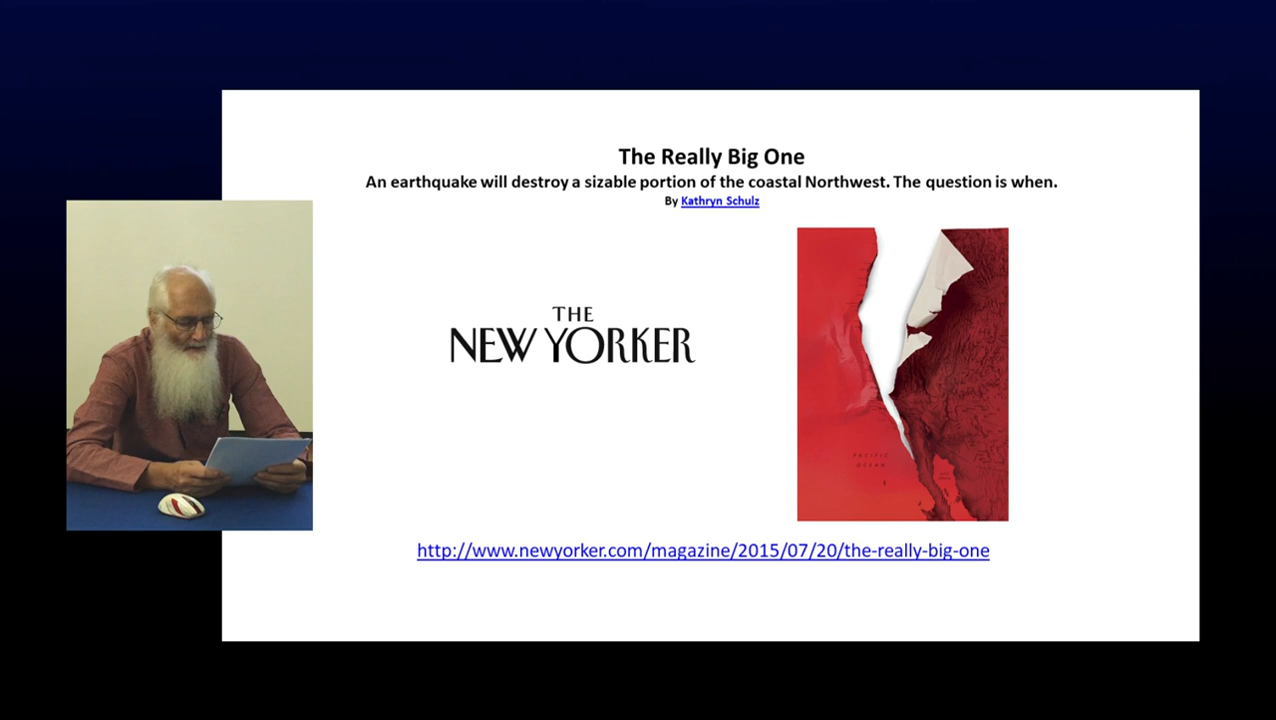 The Really Big One
An earthquake will destroy a sizable portion of the coastal Northwest. The question is when.
By Kathryn Schulz
THE
NEW YORKER
PACIFIC
OCEAN
http://www.newyorker.com/magazine/2015/07/20/the-really-big-one